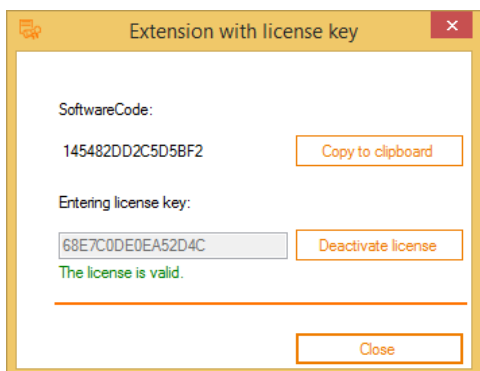 Extension with license key
SoftwareCode:
145482DD2C5D5BF2
Copy to clipboard
Entering license key:
68E7C0DE0EA52D4C
Deactivate license
The license is valid.
Close